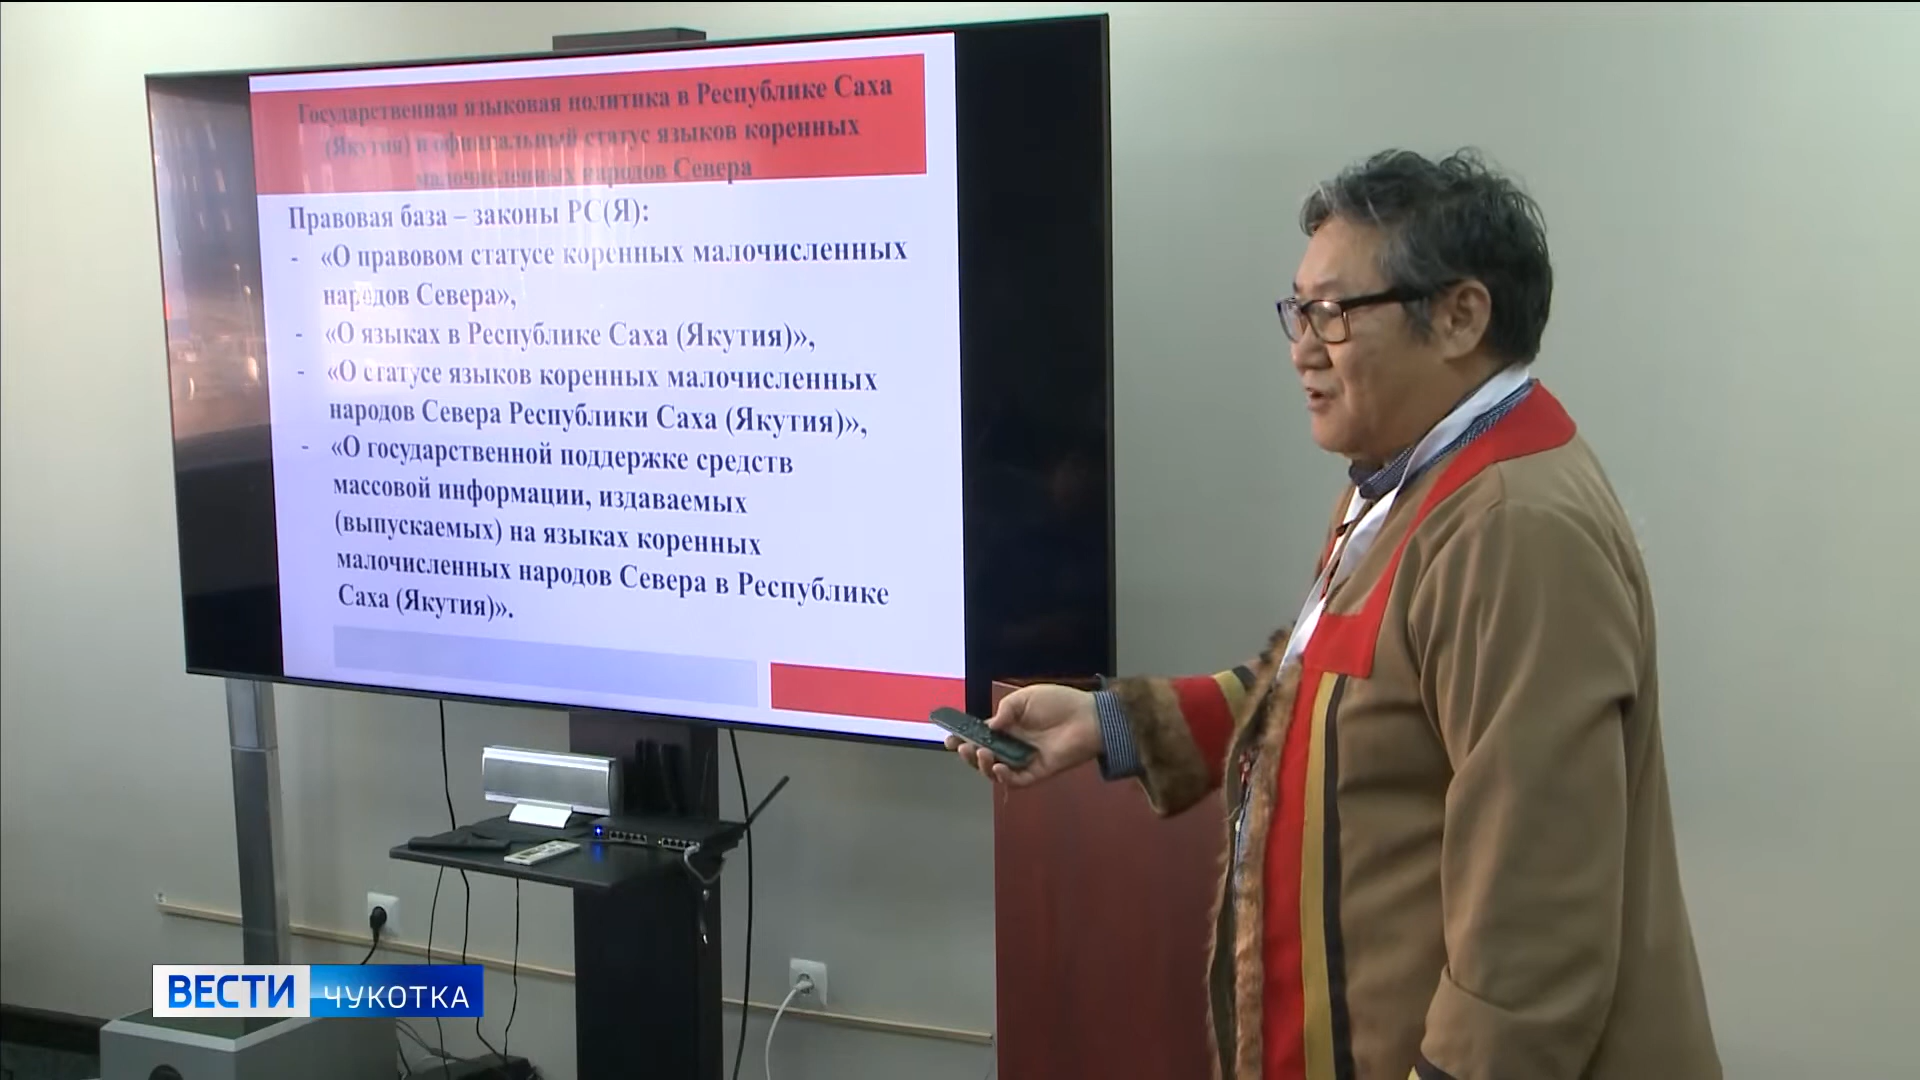 Государственная языковая политика в Республике Саха
(Якутия) и официальный статус языков коренных
малочисленных народов Севера
Правовая база – законы РС(Я):
- «О правовом статусе коренных малочисленных
народов Севера»,
- «О языках в Республике Саха (Якутия)»,
- «О статусе языков коренных малочисленных
народов Севера Республики Саха (Якутия)»,
- «О государственной поддержке средств
массовой информации, издаваемых
(выпускаемых) на языках коренных
малочисленных народов Севера в Республике
Саха (Якутия)».
ВЕСТИ ЧУКОТКА